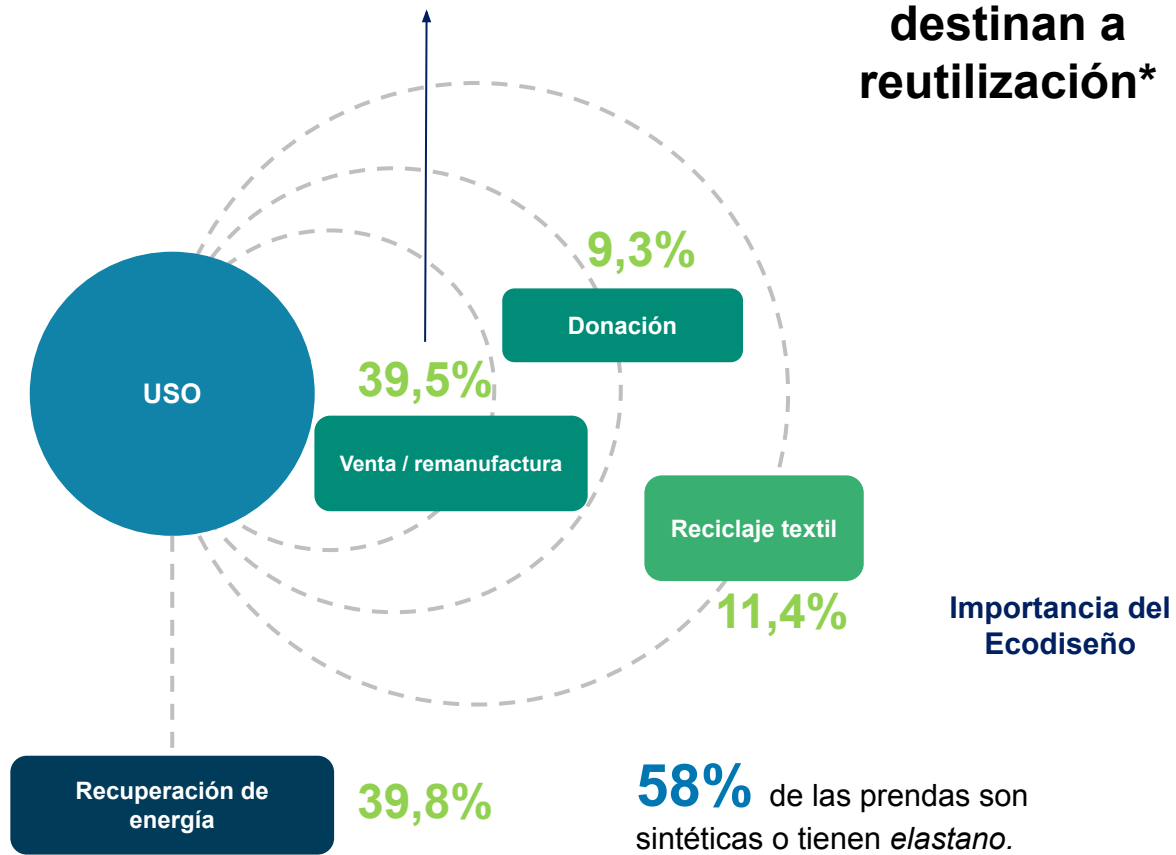 destinan a
reutilización*
9,3%
Donación
USO
39,5%
Venta / remanufactura
Reciclaje textil
11,4%
Importancia del
Ecodiseño
Recuperación de
energía
39,8%
58% de las prendas son
sintéticas o tienen elastano.